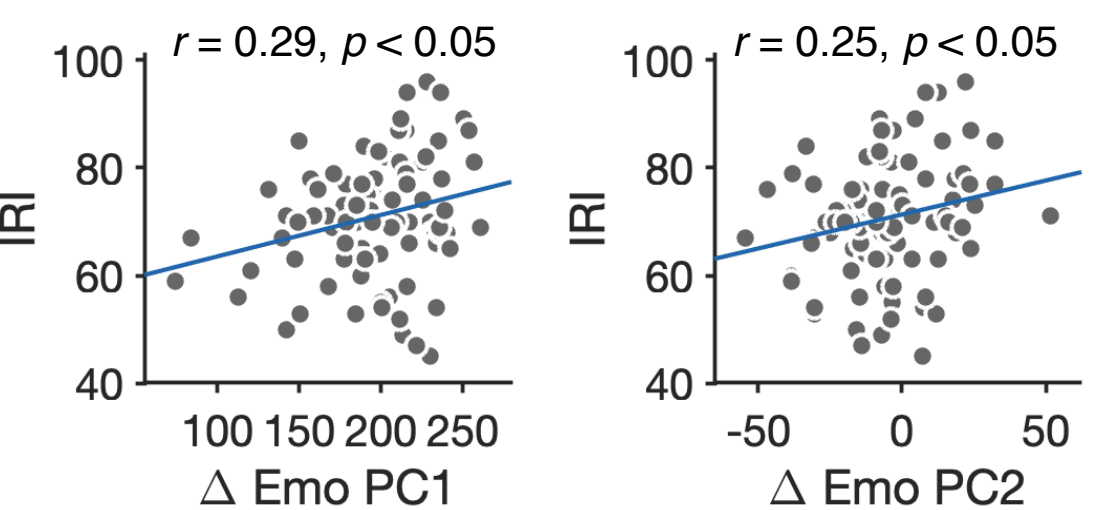 r = 0.29, p < 0.05
100
80
60
40
IRI
100 150 200 250
Δ Emo PC1
r = 0.25, p < 0.05
100
80
60
40
IRI
-50 0 50
Δ Emo PC2